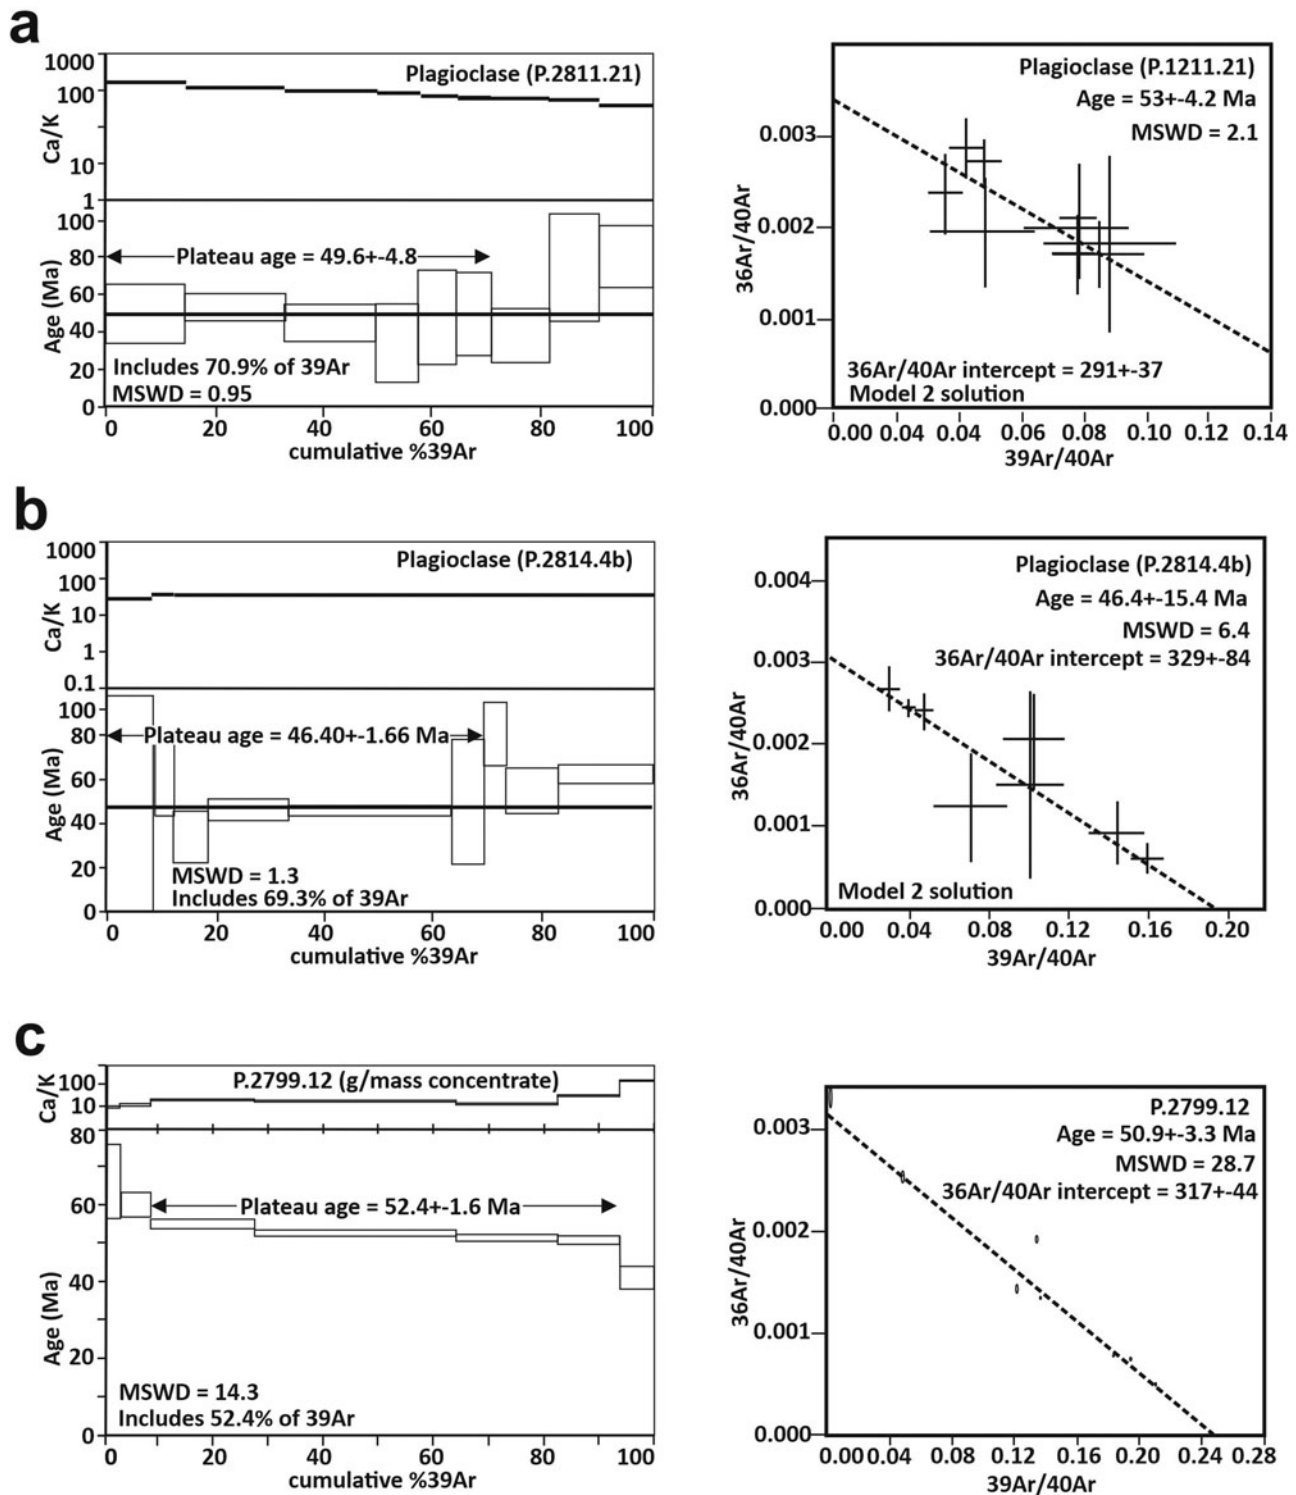 a
1000
100
10
1
Ca/K
Plagioclase (P.2811.21)
100
80
60
40
20
0
Age (Ma)
Plateau age = 49.6+-4.8
Includes 70.9% of 39Ar
MSWD = 0.95
0 20 40 60 80 100
cumulative %39Ar
Plagioclase (P.1211.21)
Age = 53+-4.2 Ma
MSWD = 2.1
0.003
0.002
0.001
0.000
36Ar/40Ar
36Ar/40Ar intercept = 291+-37
Model 2 solution
0.00 0.04 0.04 0.06 0.08 0.10 0.12 0.14
39Ar/40Ar
b
1000
100
10
1
0.1
Ca/K
Plagioclase (P.2814.4b)
100
80
60
40
20
0
Age (Ma)
Plateau age = 46.40+-1.66 Ma
MSWD = 1.3
Includes 69.3% of 39Ar
0 20 40 60 80 100
cumulative %39Ar
Plagioclase (P.2814.4b)
Age = 46.4+-15.4 Ma
MSWD = 6.4
36Ar/40Ar intercept = 329+-84
0.004
0.003
0.002
0.001
0.000
36Ar/40Ar
Model 2 solution
0.00 0.04 0.08 0.12 0.16 0.20
39Ar/40Ar
c
100
10
Ca/K
P.2799.12 (g/mass concentrate)
80
60
40
20
0
Age (Ma)
Plateau age = 52.4+-1.6 Ma
MSWD = 14.3
Includes 52.4% of 39Ar
0 20 40 60 80 100
cumulative %39Ar
P.2799.12
Age = 50.9+-3.3 Ma
MSWD = 28.7
36Ar/40Ar intercept = 317+-44
0.003
0.002
0.001
0.000
36Ar/40Ar
0.00 0.04 0.08 0.12 0.16 0.20 0.24 0.28
39Ar/40Ar